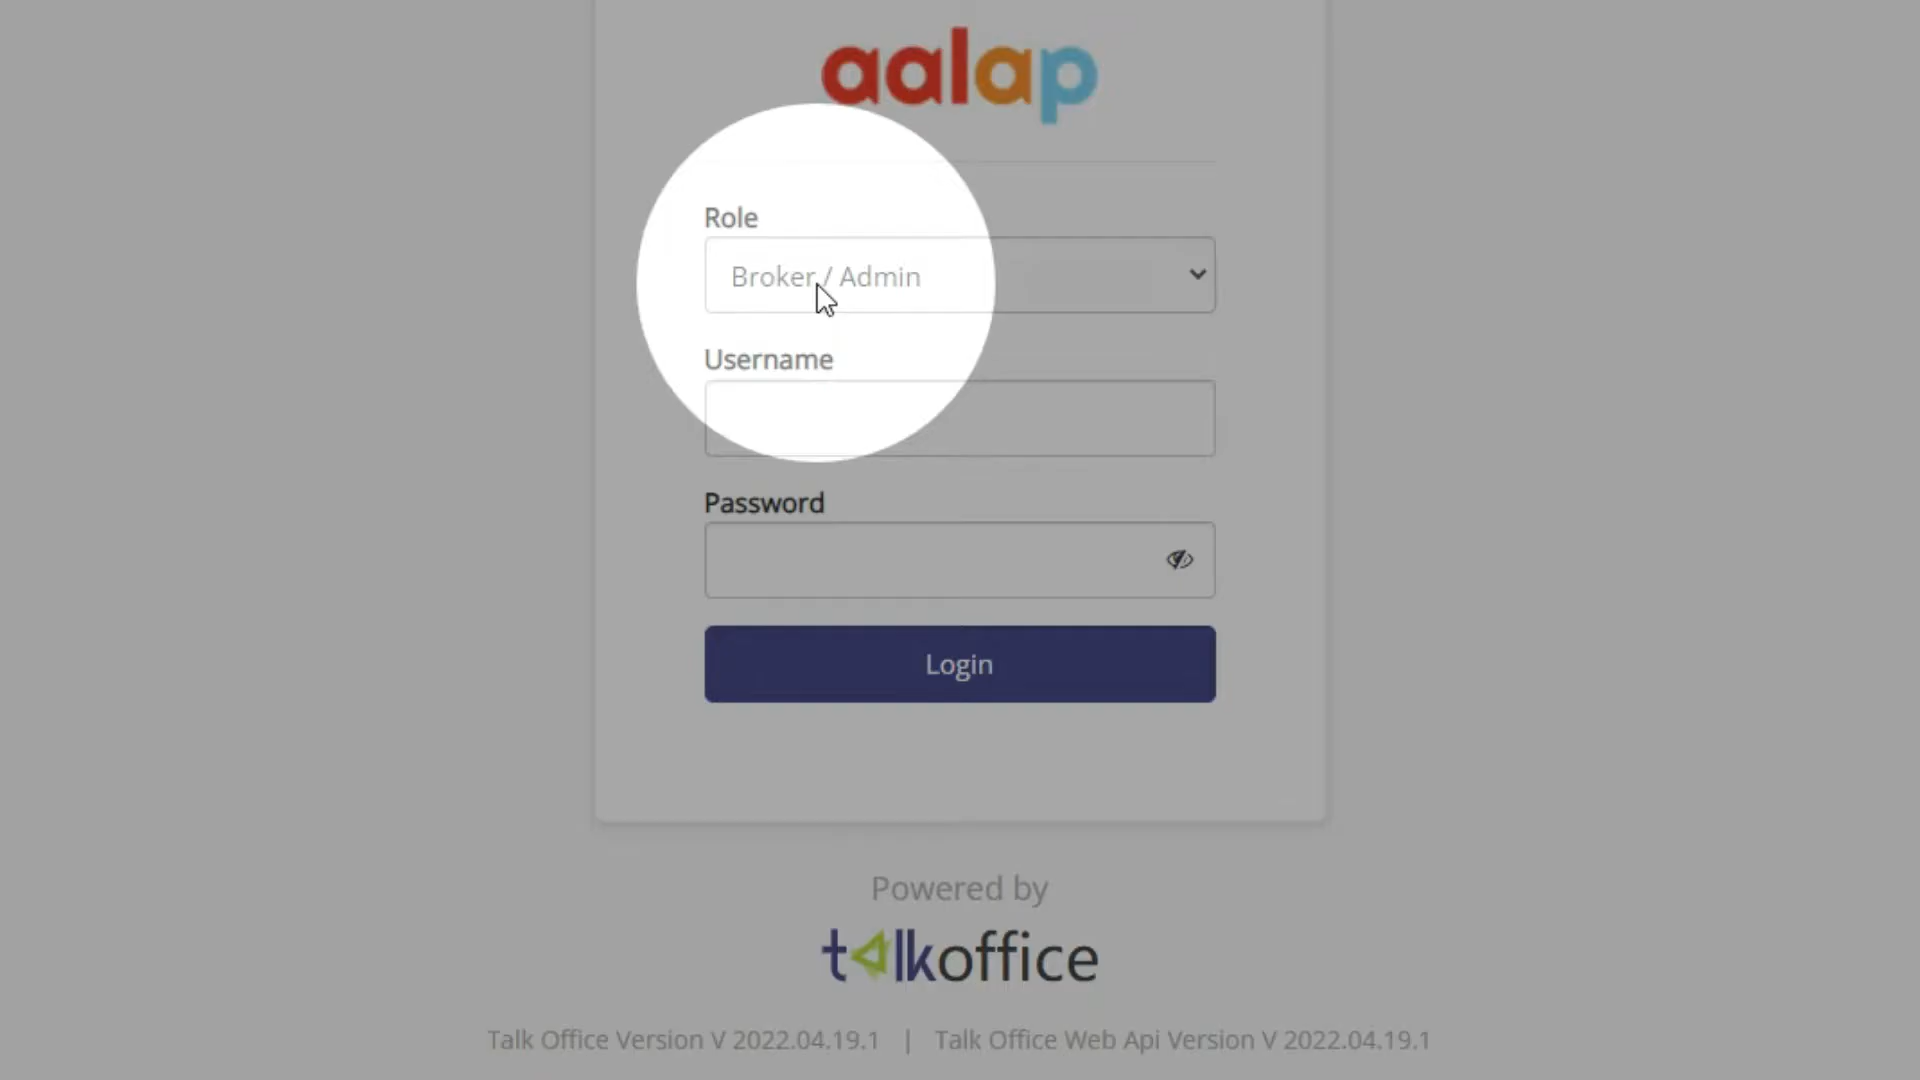 aalap
Role
Broker / Admin
Username
Password
Login
Powered by
talkoffice
Talk Office Version V 2022.04.19.1 | Talk Office Web Api Version V 2022.04.19.1